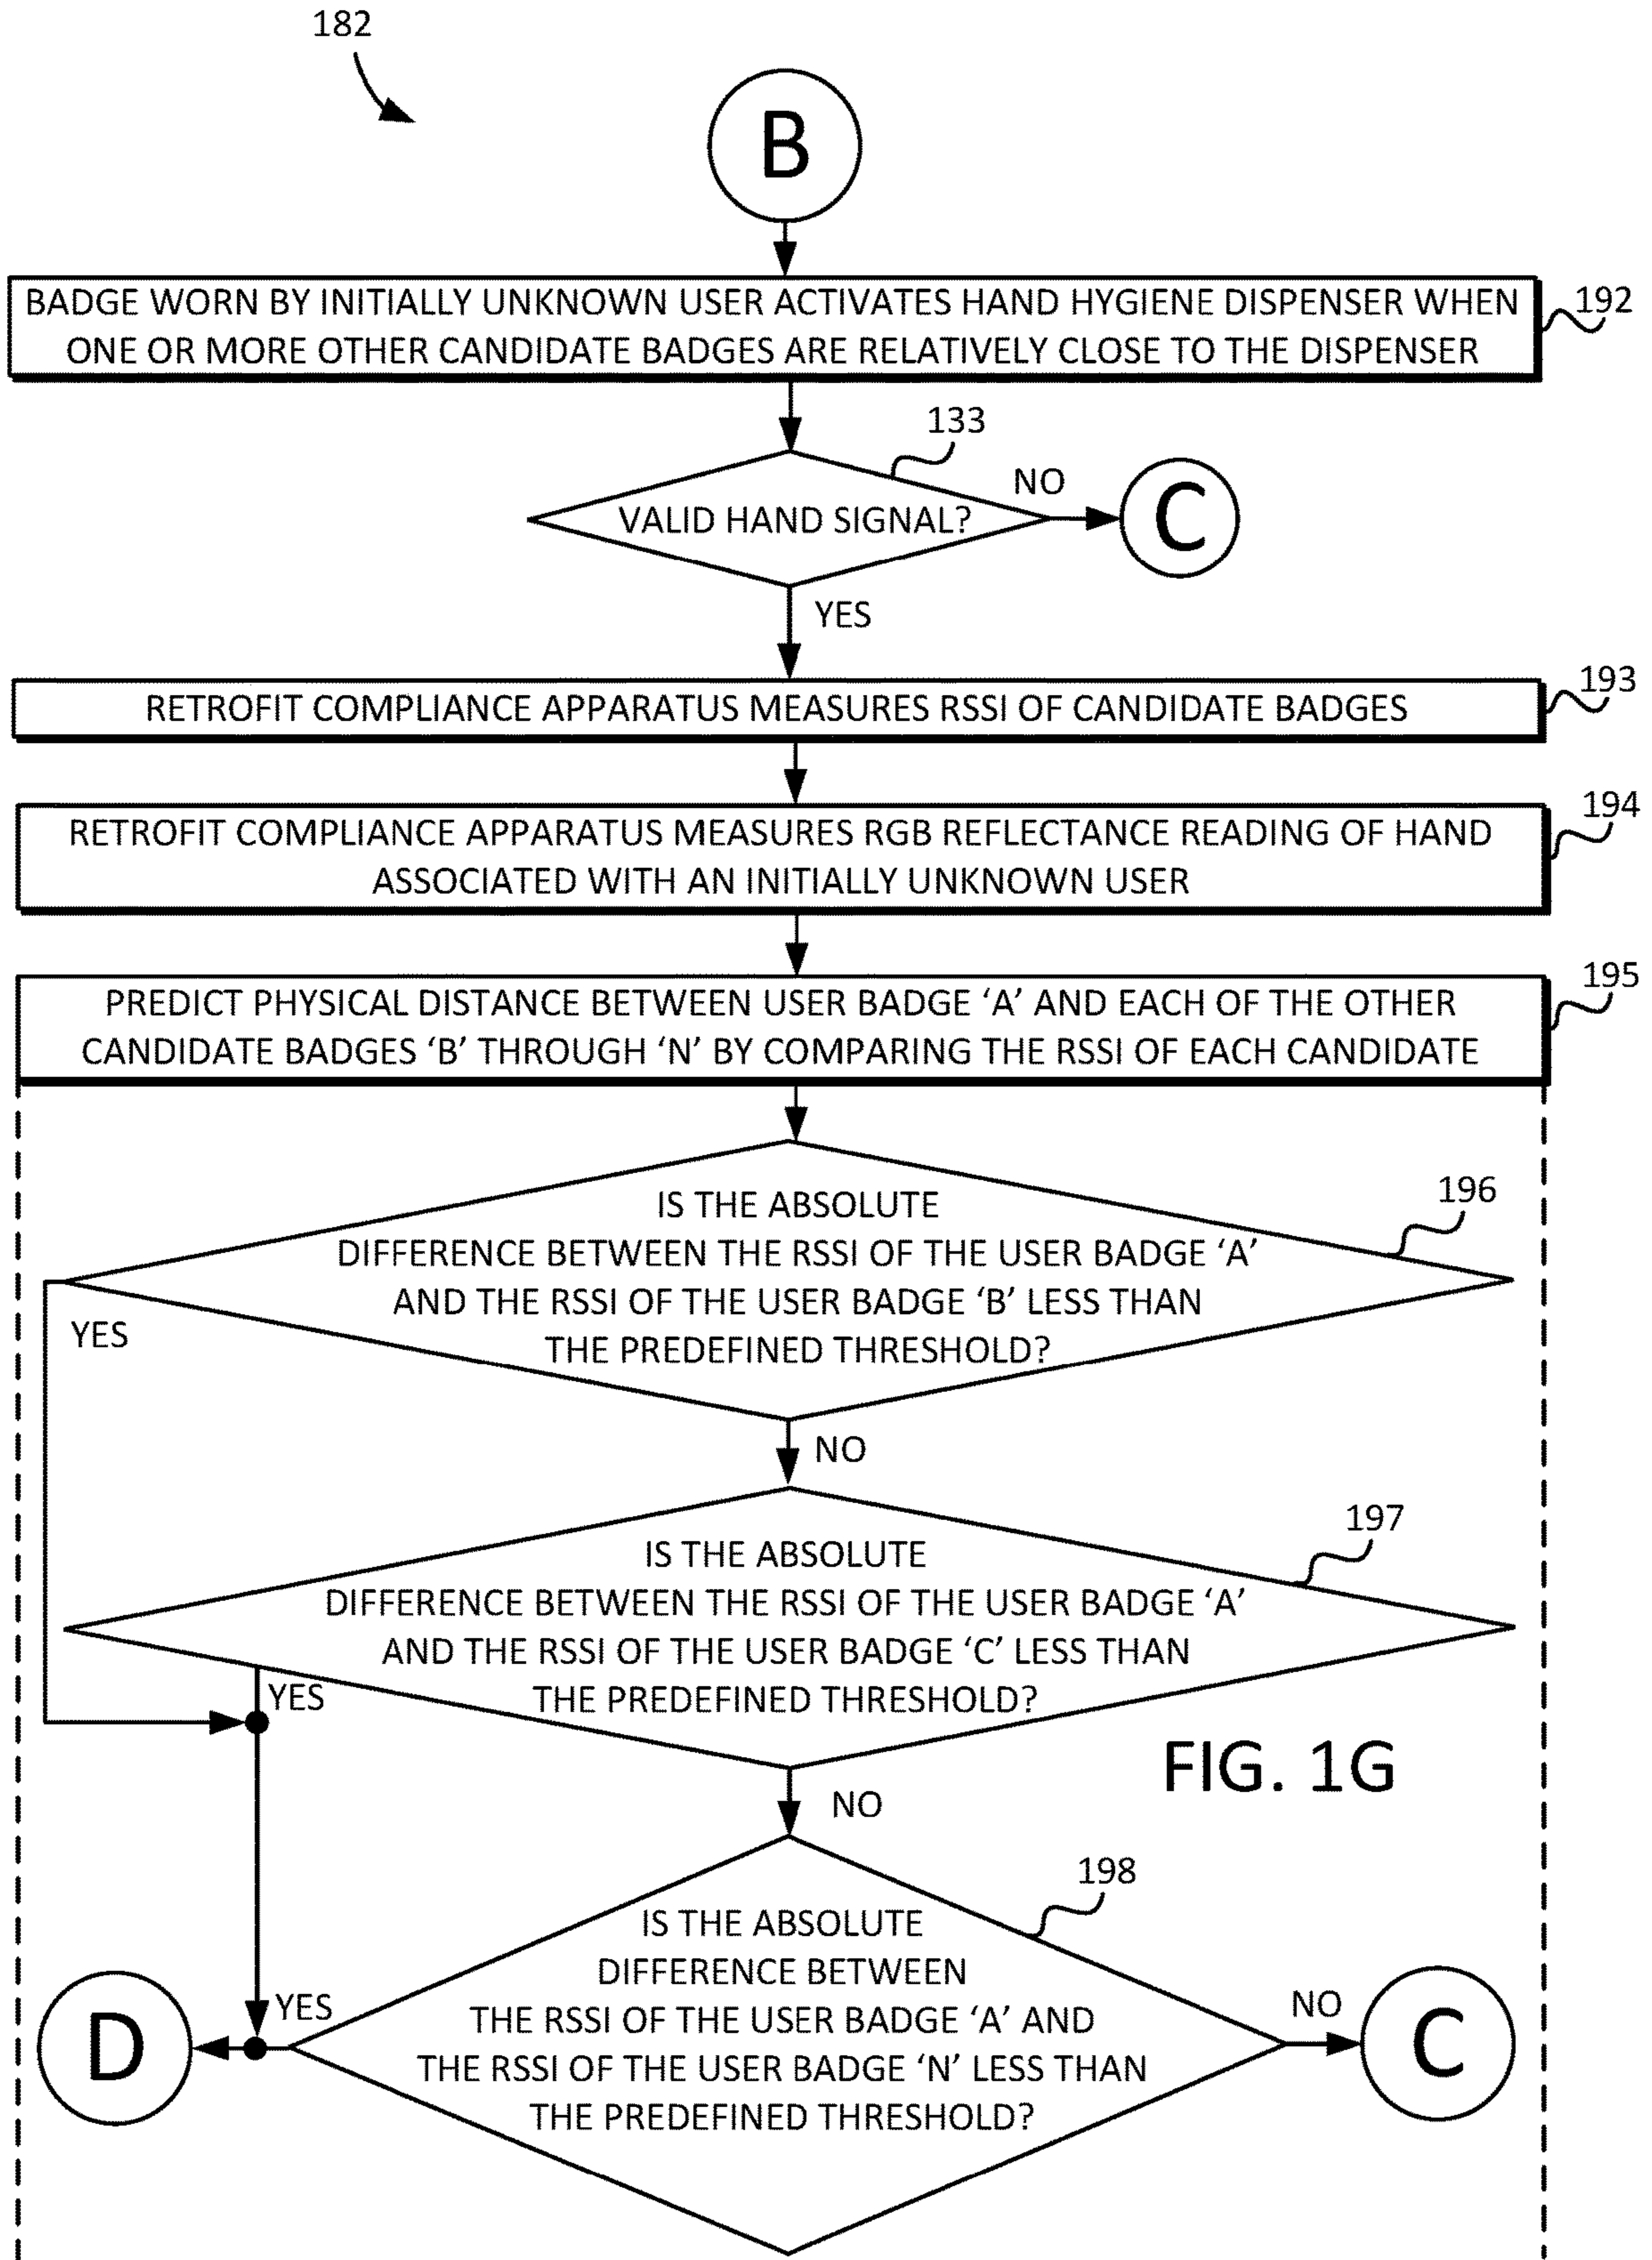 182
B
BADGE WORN BY INITIALLY UNKNOWN USER ACTIVATES HAND HYGIENE DISPENSER WHEN
ONE OR MORE OTHER CANDIDATE BADGES ARE RELATIVELY CLOSE TO THE DISPENSER
192
133
VALID HAND SIGNAL?
NO
C
YES
RETROFIT COMPLIANCE APPARATUS MEASURES RSSI OF CANDIDATE BADGES
193
RETROFIT COMPLIANCE APPARATUS MEASURES RGB REFLECTANCE READING OF HAND
ASSOCIATED WITH AN INITIALLY UNKNOWN USER
194
PREDICT PHYSICAL DISTANCE BETWEEN USER BADGE ‘A’ AND EACH OF THE OTHER
CANDIDATE BADGES ‘B’ THROUGH ‘N’ BY COMPARING THE RSSI OF EACH CANDIDATE
195
196
IS THE ABSOLUTE
DIFFERENCE BETWEEN THE RSSI OF THE USER BADGE ‘A’
AND THE RSSI OF THE USER BADGE ‘B’ LESS THAN
THE PREDEFINED THRESHOLD?
YES
NO
197
IS THE ABSOLUTE
DIFFERENCE BETWEEN THE RSSI OF THE USER BADGE ‘A’
AND THE RSSI OF THE USER BADGE ‘C’ LESS THAN
THE PREDEFINED THRESHOLD?
YES
FIG. 1G
NO
198
IS THE ABSOLUTE
DIFFERENCE BETWEEN
THE RSSI OF THE USER BADGE ‘A’ AND
THE RSSI OF THE USER BADGE ‘N’ LESS THAN
THE PREDEFINED THRESHOLD?
YES
D
NO
C